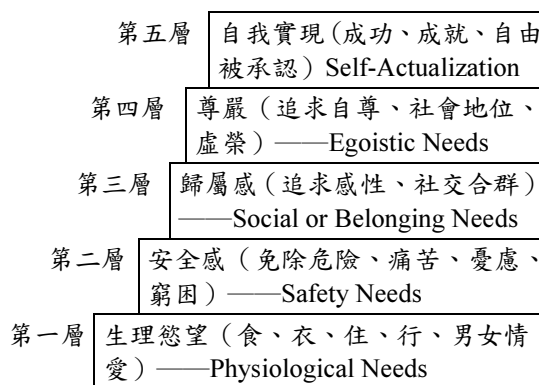 第五層 自我實現(成功、成就、自由
被承認)Self-Actualization
第四層 尊嚴(追求自尊、社會地位、
虛榮)——Egoistic Needs
第三層 歸屬感(追求感性、社交合群)
——Social or Belonging Needs
第二層 安全感(免除危險、痛苦、憂慮、
窮困)——Safety Needs
第一層 生理慾望(食、衣、住、行、男女情
愛)——Physiological Needs